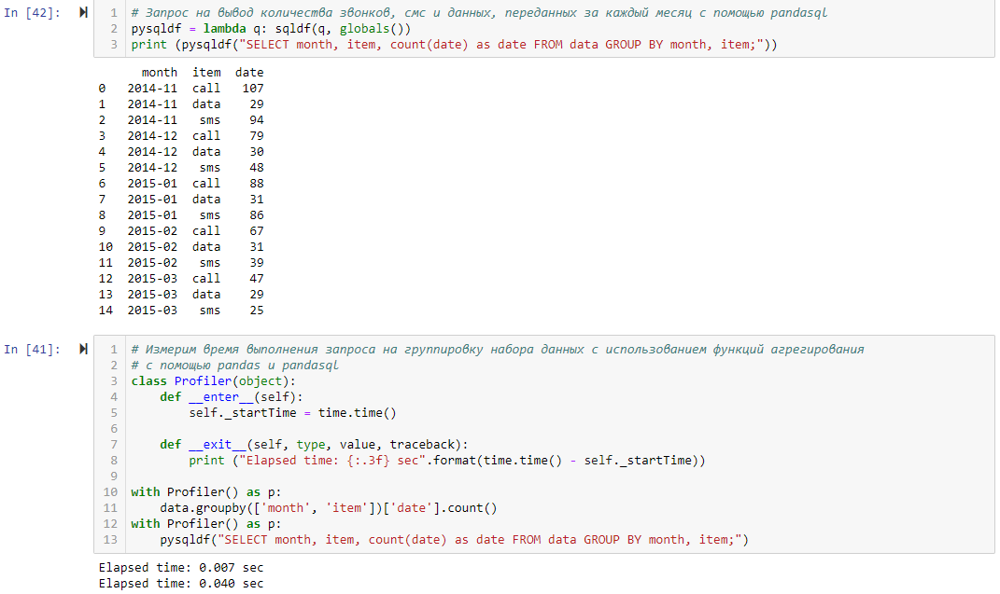 In [42]:
1 # Запрос на вывод количества звонков, смс и данных, переданных за каждый месяц с помощью pandasql
2 pysqldf = lambda q: sqldf(q, globals())
3 print (pysqldf("SELECT month, item, count(date) as date FROM data GROUP BY month, item;"))
month item date
0 2014-11 call 107
1 2014-11 data 29
2 2014-11 sms 94
3 2014-12 call 79
4 2014-12 data 30
5 2014-12 sms 48
6 2015-01 call 88
7 2015-01 data 31
8 2015-01 sms 86
9 2015-02 call 67
10 2015-02 data 31
11 2015-02 sms 39
12 2015-03 call 47
13 2015-03 data 29
14 2015-03 sms 25
In [41]:
1 # Измерим время выполнения запроса на группировку набора данных с использованием функций агрегирования
2 # с помощью pandas и pandasql
3 class Profiler(object):
4     def __enter__(self):
5         self._startTime = time.time()
6
7     def __exit__(self, type, value, traceback):
8         print ("Elapsed time: {:.3f} sec".format(time.time() - self._startTime))
9
10 with Profiler() as p:
11     data.groupby(['month', 'item'])['date'].count()
12 with Profiler() as p:
13     pysqldf("SELECT month, item, count(date) as date FROM data GROUP BY month, item;")
Elapsed time: 0.007 sec
Elapsed time: 0.040 sec